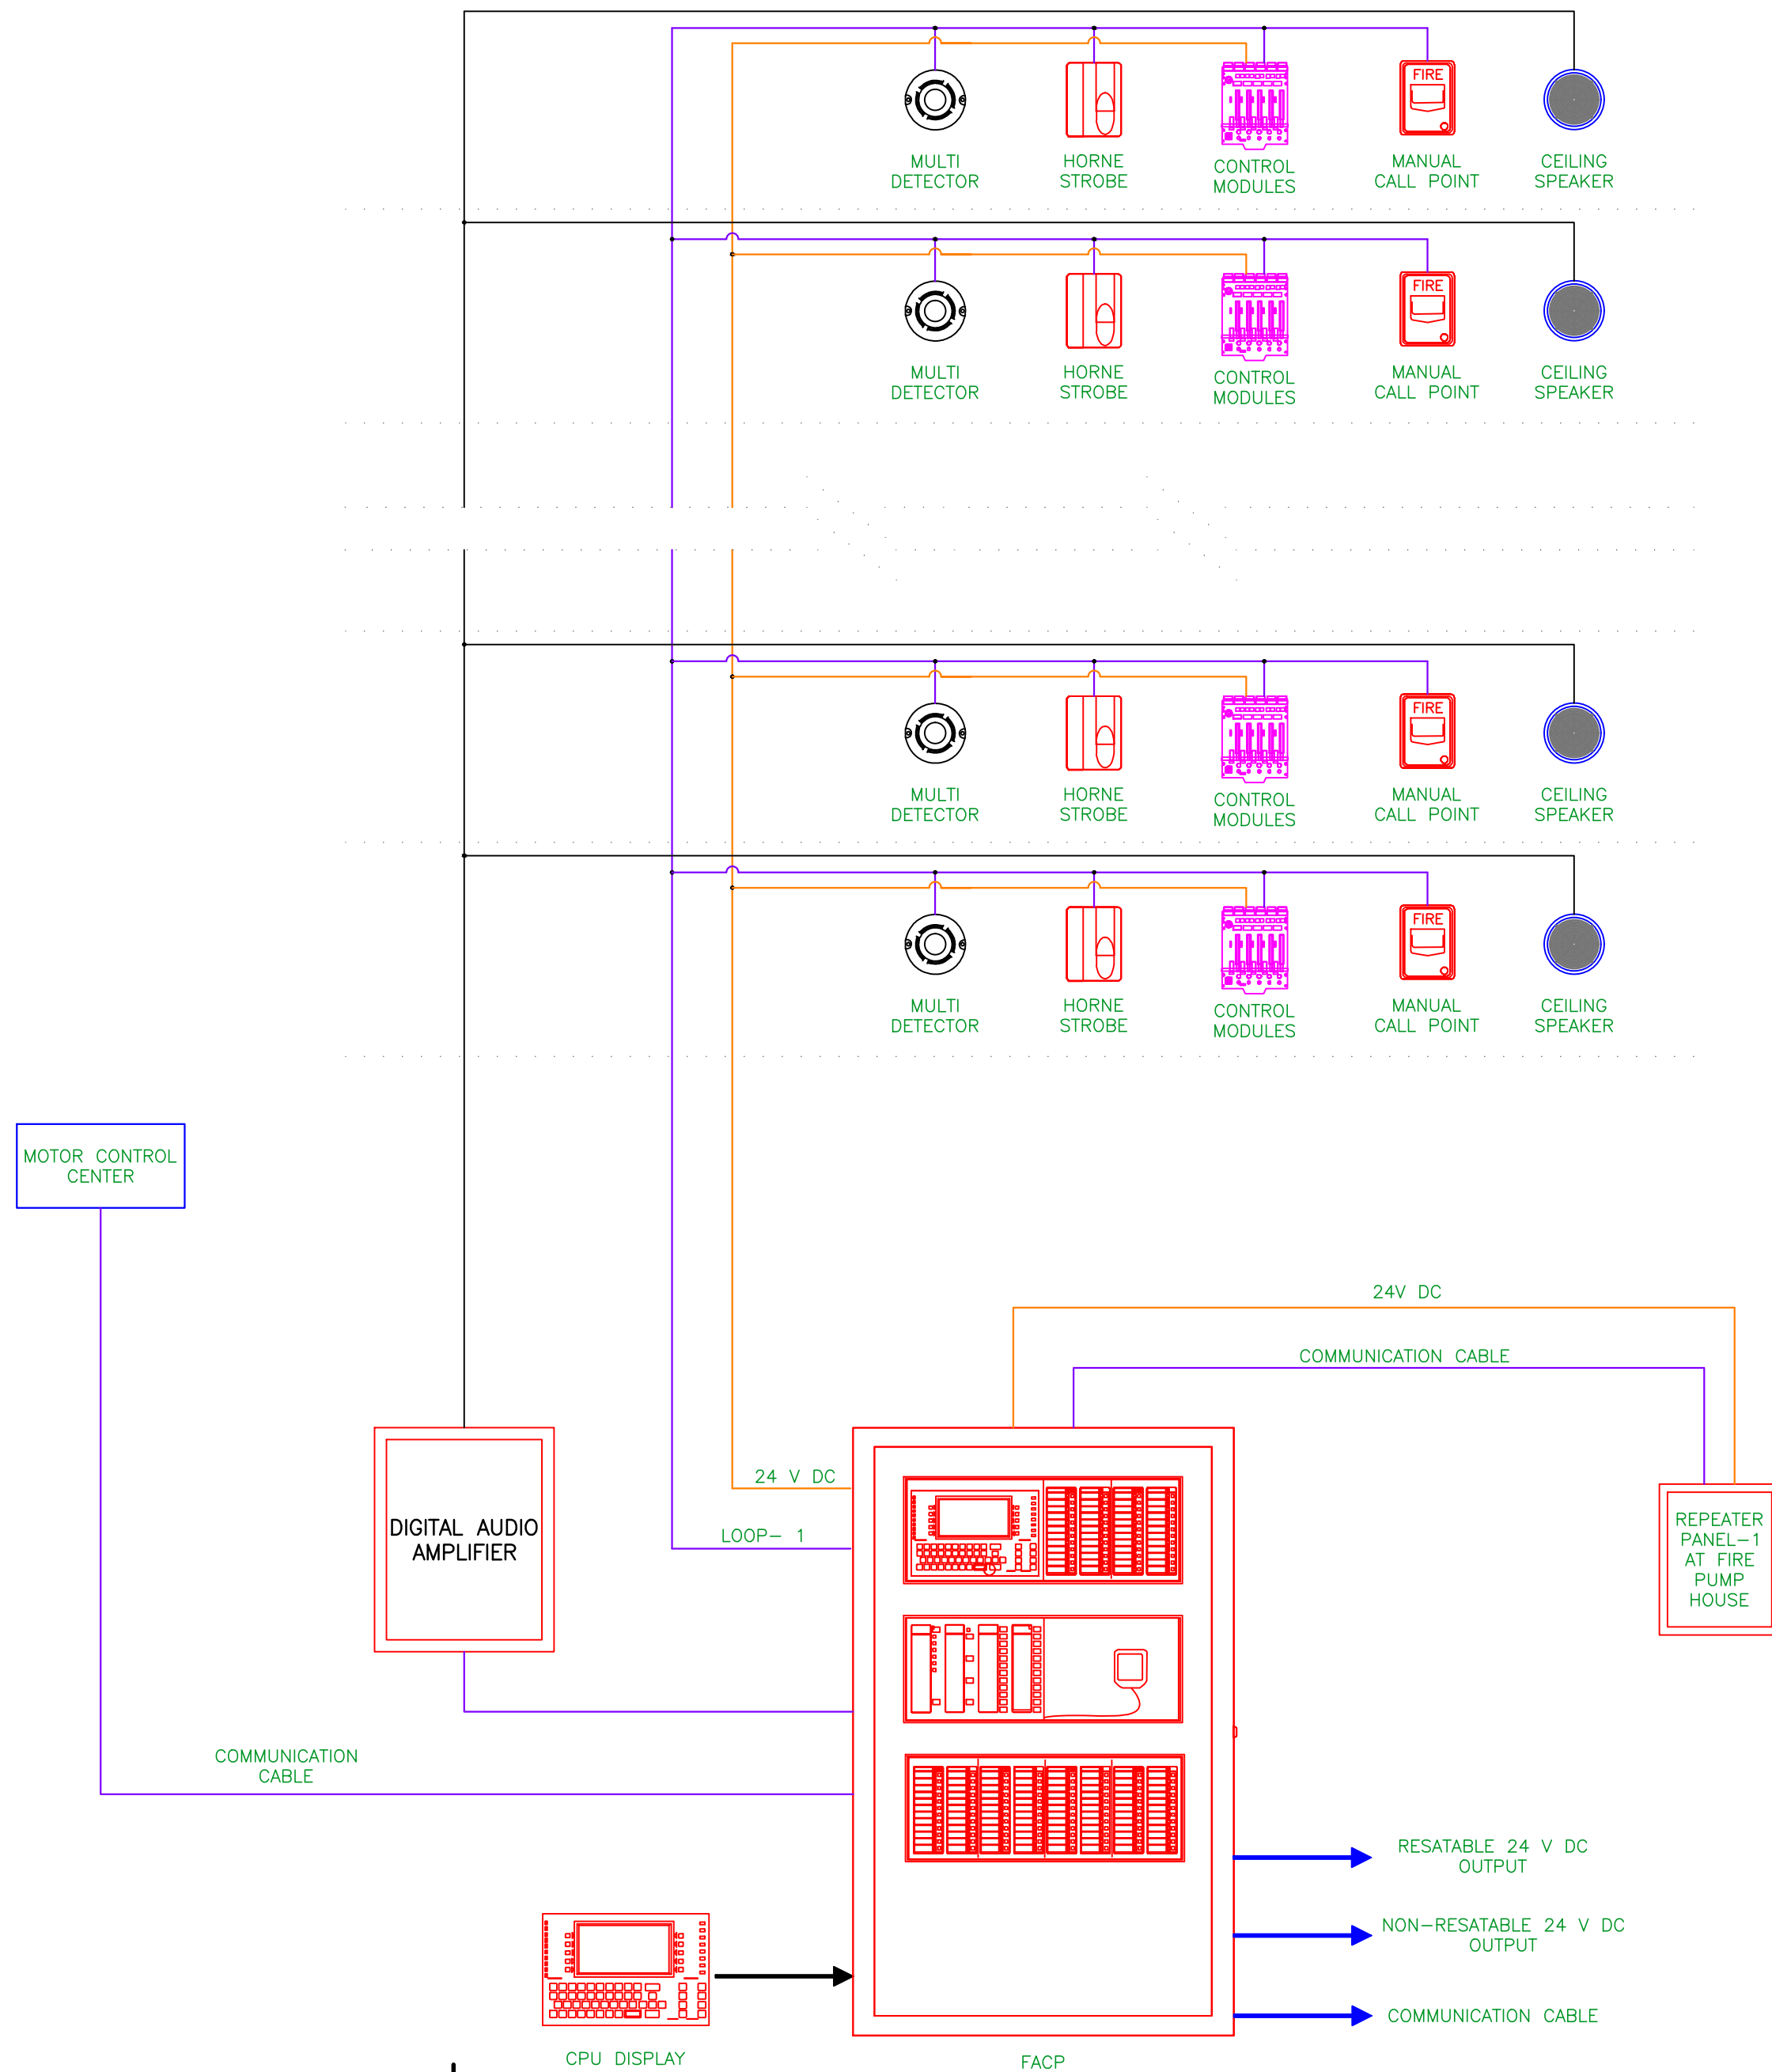 FIRE
MULTI
DETECTOR
HORNE
STROBE
CONTROL
MODULES
MANUAL
CALL POINT
CEILING
SPEAKER
FIRE
MULTI
DETECTOR
HORNE
STROBE
CONTROL
MODULES
MANUAL
CALL POINT
CEILING
SPEAKER
FIRE
MULTI
DETECTOR
HORNE
STROBE
CONTROL
MODULES
MANUAL
CALL POINT
CEILING
SPEAKER
FIRE
MULTI
DETECTOR
HORNE
STROBE
CONTROL
MODULES
MANUAL
CALL POINT
CEILING
SPEAKER
MOTOR CONTROL
CENTER
24V DC
COMMUNICATION CABLE
24 V DC
LOOP- 1
DIGITAL AUDIO
AMPLIFIER
REPEATER
PANEL-1
AT FIRE
PUMP
HOUSE
COMMUNICATION
CABLE
RESATABLE 24 V DC
OUTPUT
NON-RESATABLE 24 V DC
OUTPUT
COMMUNICATION CABLE
CPU DISPLAY
FACP